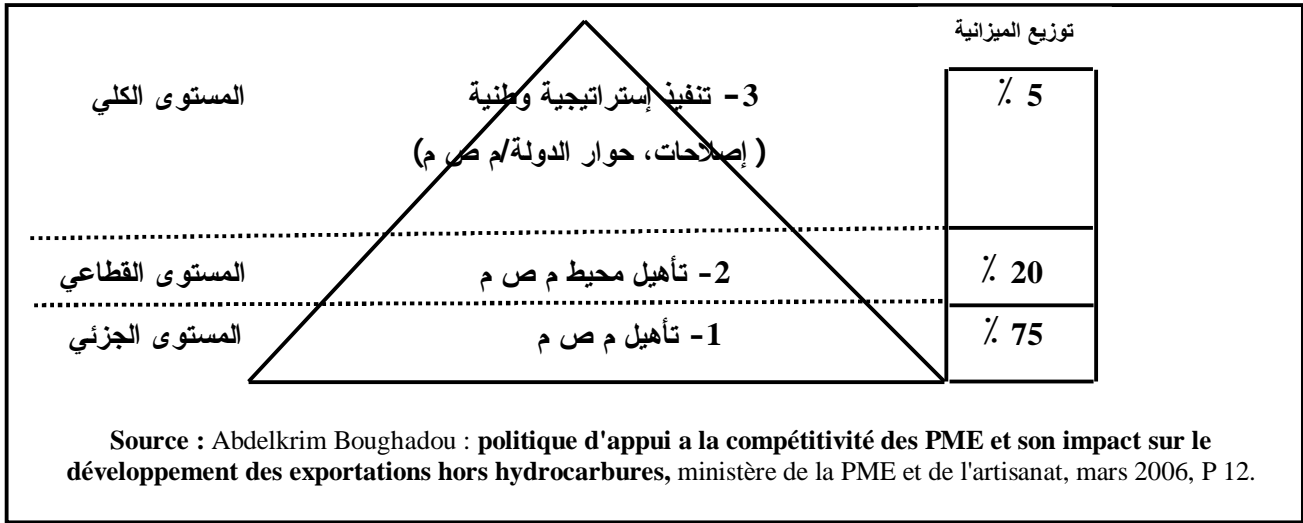 توزيع الميزانية
المستوى الكلي
3- تنفيذ إستراتيجية وطنية
٪ 5
( إصلاحات، حوار الدولة/م ص م)
المستوى القطاعي
2- تأهيل محيط م ص م
٪ 20
المستوى الجزئي
1- تأهيل م ص م
٪ 75
Source : Abdelkrim Boughadou : politique d'appui a la compétitivité des PME et son impact sur le
développement des exportations hors hydrocarbures, ministère de la PME et de l'artisanat, mars 2006, P 12.